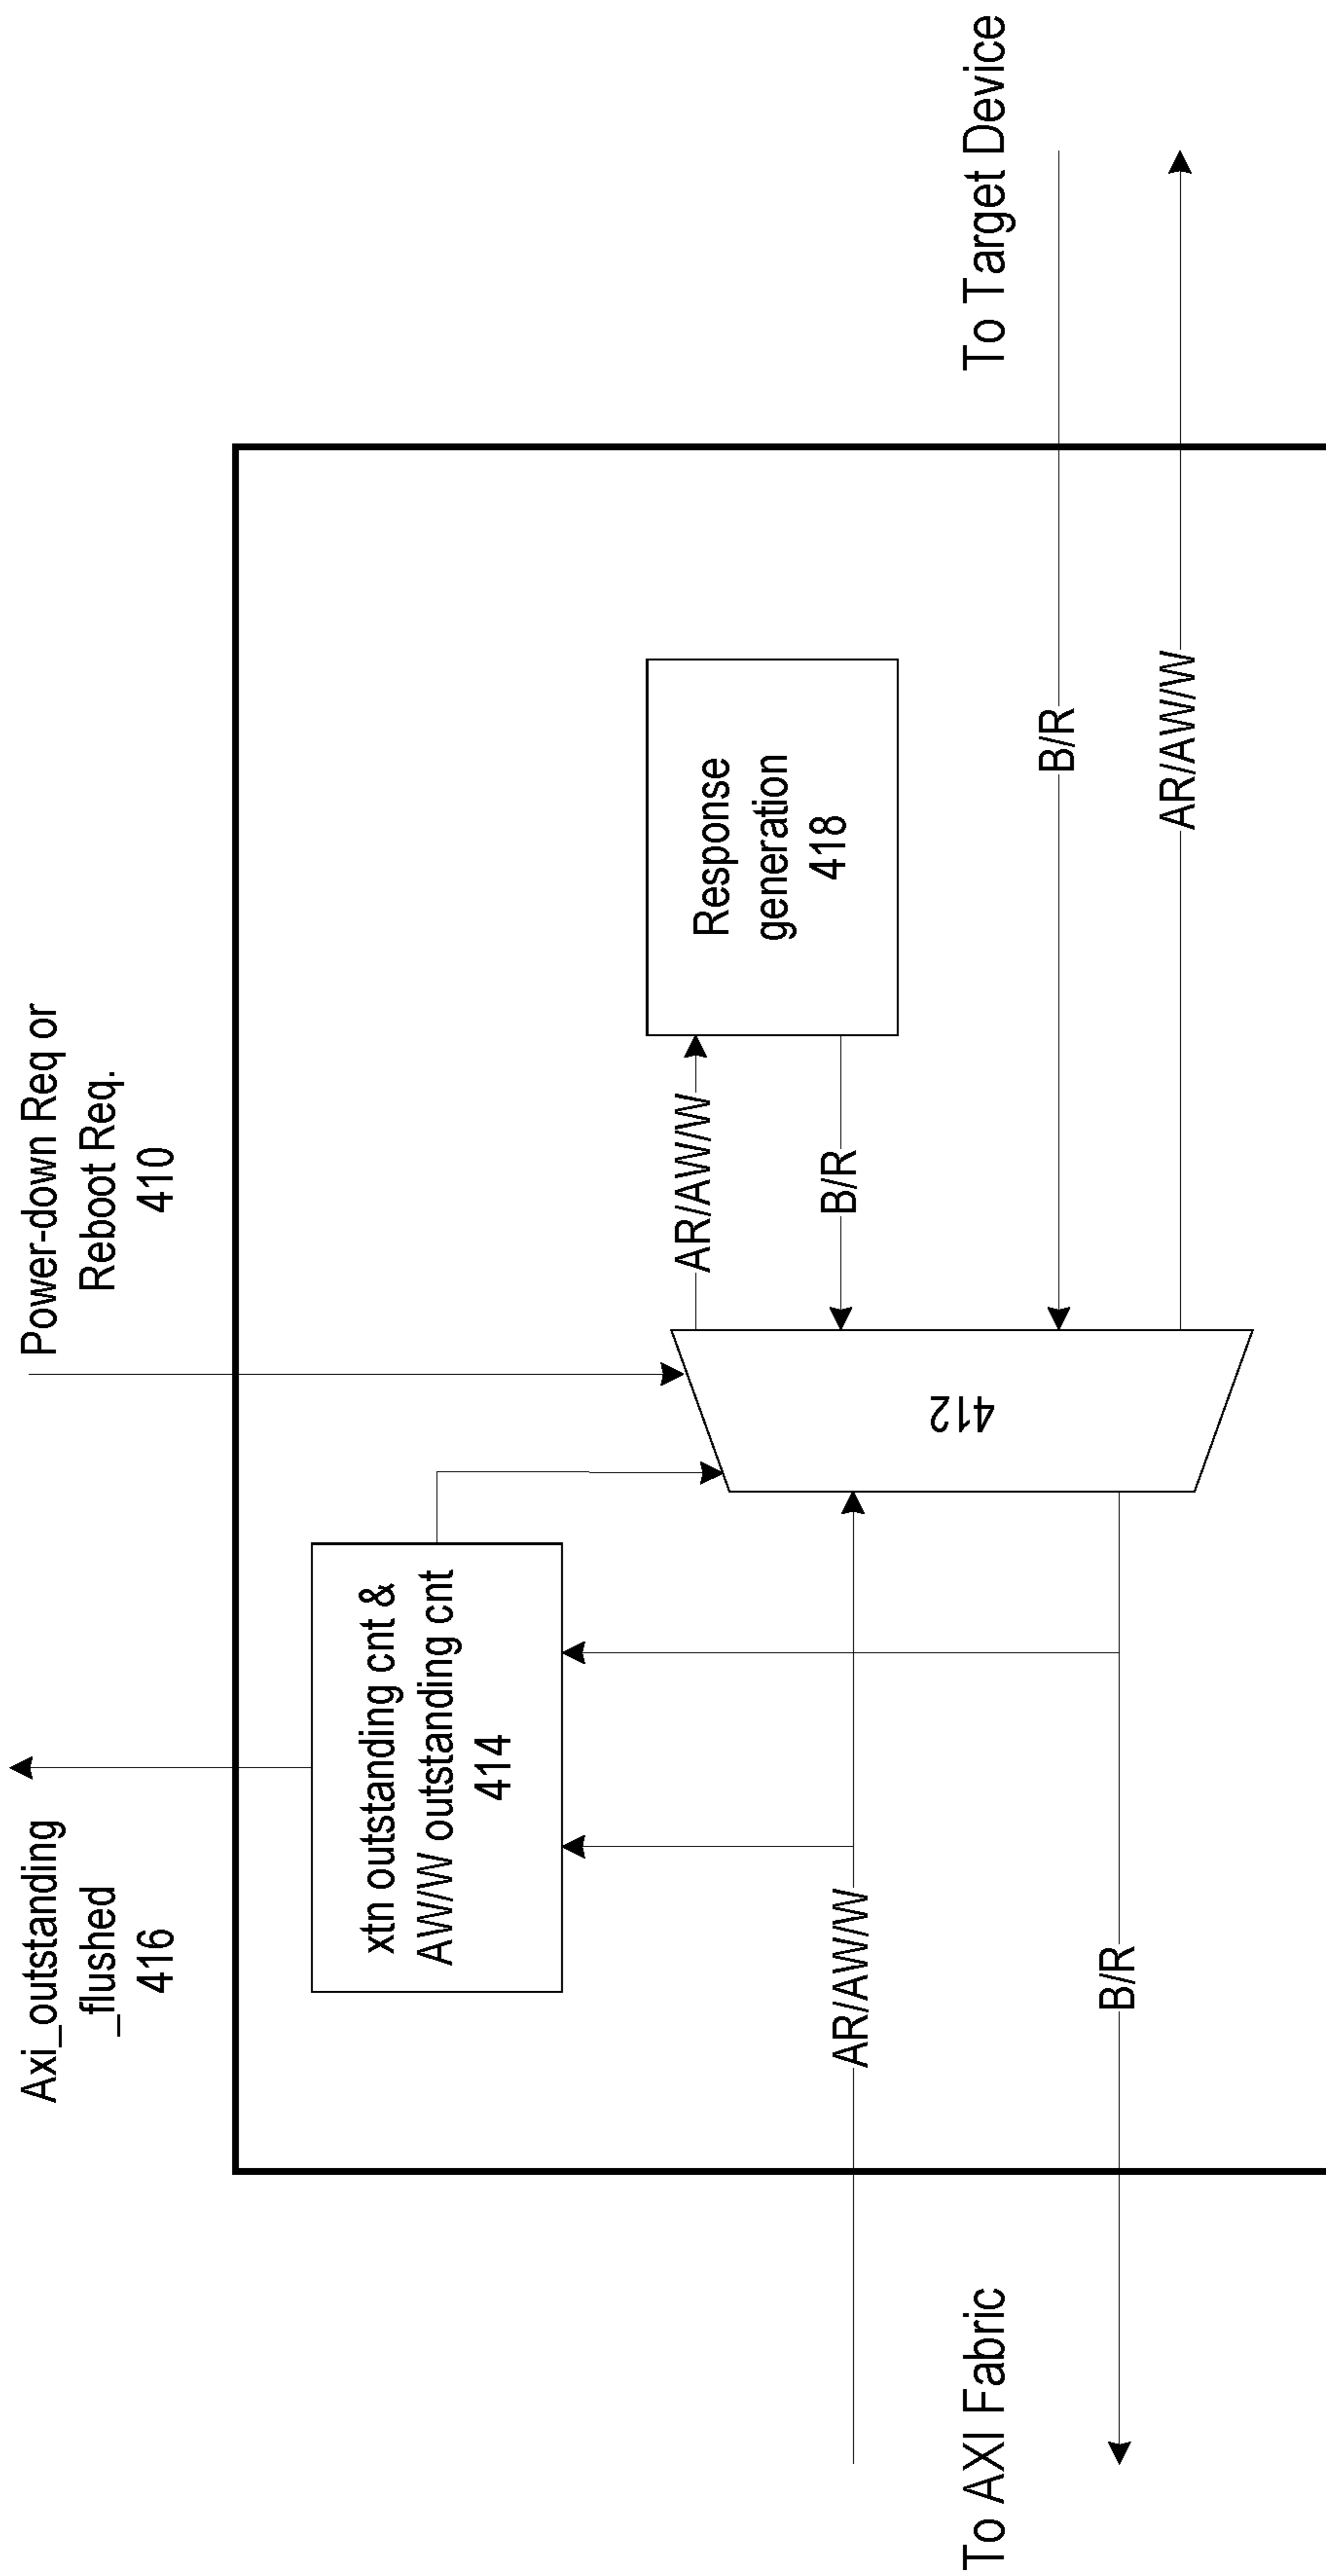 Axi_outstanding
_flushed
416
Power-down Req or
Reboot Req.
410
xtn outstanding cnt &
AW/W outstanding cnt
414
AR/AW/W
Response
generation
418
B/R
412
AR/AW/W
To AXI Fabric
To Target Device
B/R
B/R
AR/AW/W